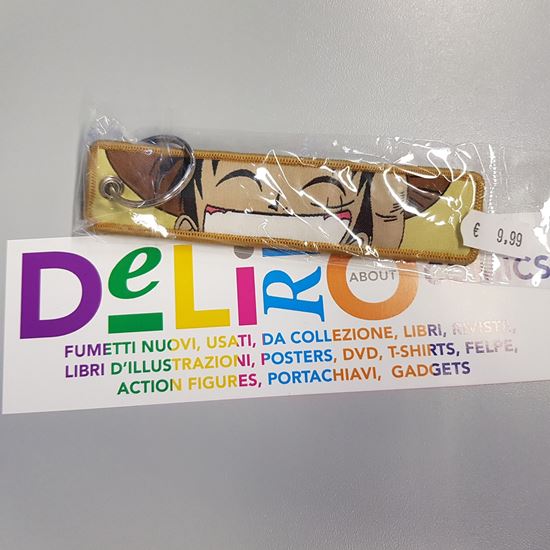 € 9,99
DeLiRiO
ABOUT
CS
FUMETTI NUOVI, USATI, DA COLLEZIONE, LIBRI, RIVISTE,
LIBRI D'ILLUSTRAZIONI, POSTERS, DVD, T-SHIRTS, FELPE,
ACTION FIGURES, PORTACHIAVI, GADGETS